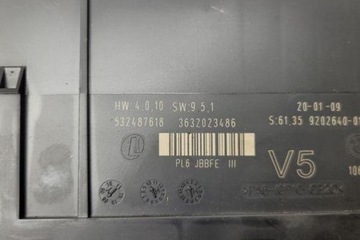 HW:4.0.10 SW:9.5.1 20-01-09
532487618 3632023486 S:61.35 9202640-01
PL6 JBBFE III
V5